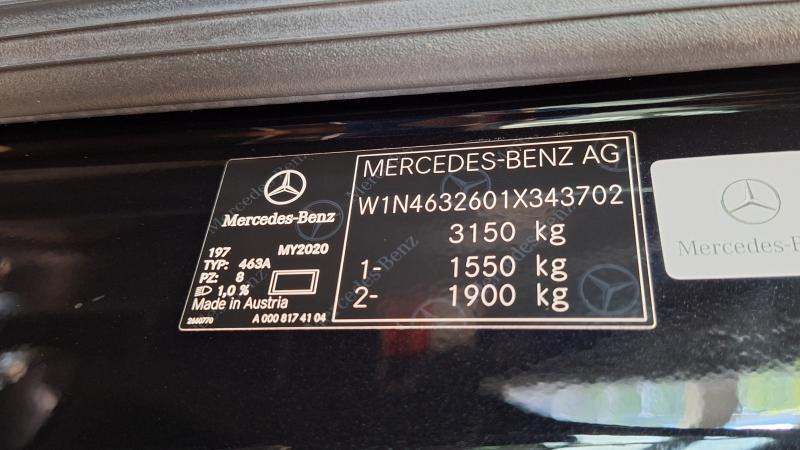 Mercedes-Benz
197 MY2020
TYP: 463A
PZ: 8
1,0 %
Made in Austria
2660770 A 000 817 41 04
MERCEDES-BENZ AG
W1N4632601X343702
3150 kg
1- 1550 kg
2- 1900 kg
Mercedes-Benz